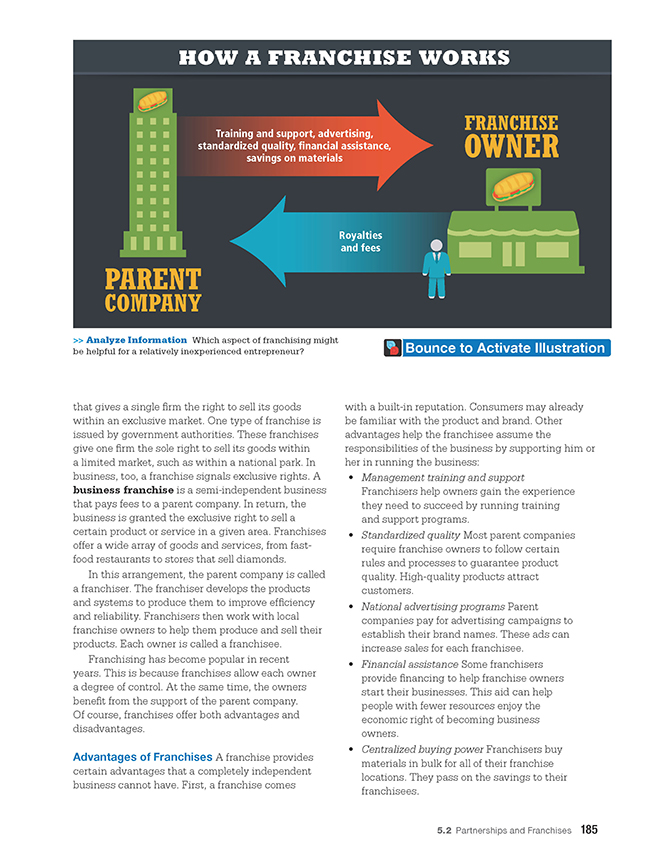 HOW A FRANCHISE WORKS
Training and support, advertising,
standardized quality, financial assistance,
savings on materials
FRANCHISE
OWNER
Royalties
and fees
PARENT
COMPANY
>> Analyze Information Which aspect of franchising might
be helpful for a relatively inexperienced entrepreneur?
Bounce to Activate Illustration
that gives a single firm the right to sell its goods
within an exclusive market. One type of franchise is
issued by government authorities. These franchises
give one firm the sole right to sell its goods within
a limited market, such as within a national park. In
business, too, a franchise signals exclusive rights. A
business franchise is a semi-independent business
that pays fees to a parent company. In return, the
business is granted the exclusive right to sell a
certain product or service in a given area. Franchises
offer a wide array of goods and services, from fast-
food restaurants to stores that sell diamonds.
In this arrangement, the parent company is called
a franchiser. The franchiser develops the products
and systems to produce them to improve efficiency
and reliability. Franchisers then work with local
franchise owners to help them produce and sell their
products. Each owner is called a franchisee.
Franchising has become popular in recent
years. This is because franchises allow each owner
a degree of control. At the same time, the owners
benefit from the support of the parent company.
Of course, franchises offer both advantages and
disadvantages.
Advantages of Franchises A franchise provides
certain advantages that a completely independent
business cannot have. First, a franchise comes
with a built-in reputation. Consumers may already
be familiar with the product and brand. Other
advantages help the franchisee assume the
responsibilities of the business by supporting him or
her in running the business:
• Management training and support
Franchisers help owners gain the experience
they need to succeed by running training
and support programs.
• Standardized quality Most parent companies
require franchise owners to follow certain
rules and processes to guarantee product
quality. High-quality products attract
customers.
• National advertising programs Parent
companies pay for advertising campaigns to
establish their brand names. These ads can
increase sales for each franchisee.
• Financial assistance Some franchisers
provide financing to help franchise owners
start their businesses. This aid can help
people with fewer resources enjoy the
economic right of becoming business
owners.
• Centralized buying power Franchisers buy
materials in bulk for all of their franchise
locations. They pass on the savings to their
franchisees.
5.2 Partnerships and Franchises 185